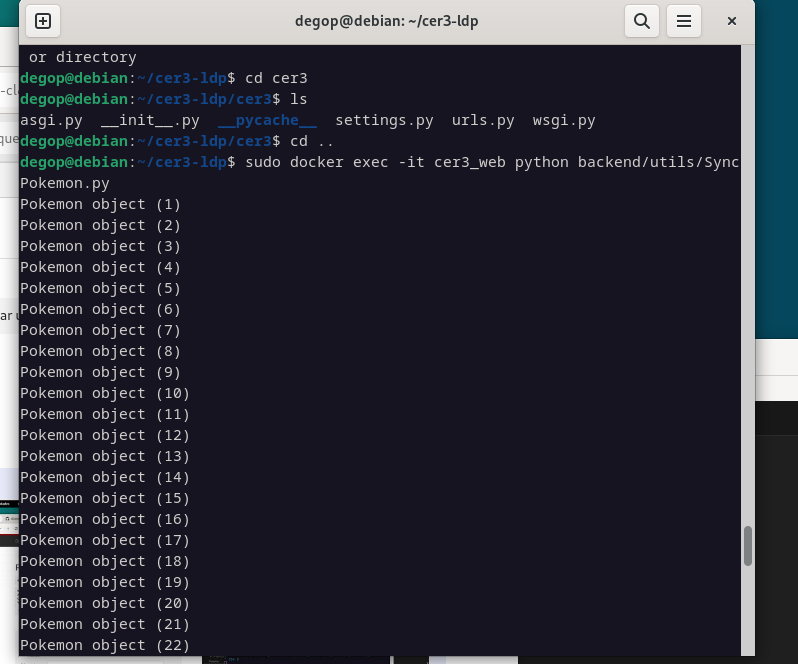 degop@debian: ~/cer3-ldp
or directory
degop@debian:~/cer3-ldp$ cd cer3
degop@debian:~/cer3-ldp/cer3$ ls
asgi.py  __init__.py  __pycache__  settings.py  urls.py  wsgi.py
degop@debian:~/cer3-ldp/cer3$ cd ..
degop@debian:~/cer3-ldp$ sudo docker exec -it cer3_web python backend/utils/Sync
Pokemon.py
Pokemon object (1)
Pokemon object (2)
Pokemon object (3)
Pokemon object (4)
Pokemon object (5)
Pokemon object (6)
Pokemon object (7)
Pokemon object (8)
Pokemon object (9)
Pokemon object (10)
Pokemon object (11)
Pokemon object (12)
Pokemon object (13)
Pokemon object (14)
Pokemon object (15)
Pokemon object (16)
Pokemon object (17)
Pokemon object (18)
Pokemon object (19)
Pokemon object (20)
Pokemon object (21)
Pokemon object (22)